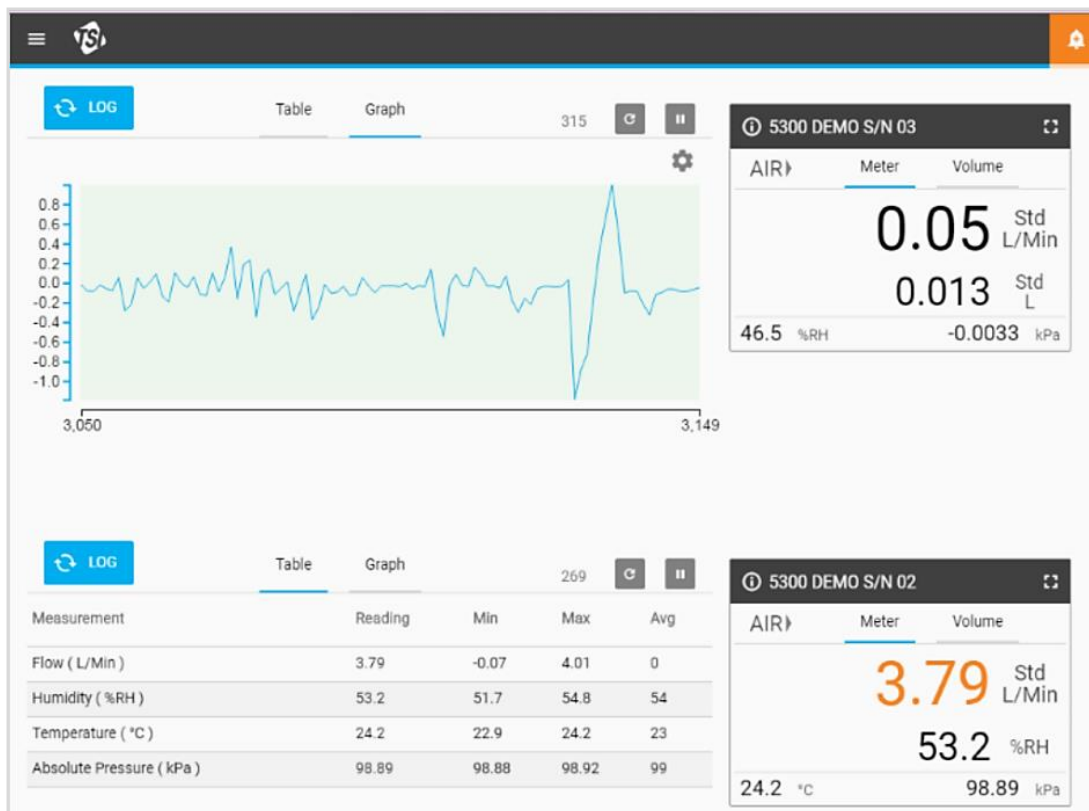 TSI
LOG Table Graph 315
0.8
0.6
0.4
0.2
0.0
-0.2
-0.4
-0.6
-0.8
-1.0
3,050 3,149
5300 DEMO S/N 03
AIR Meter Volume
0.05 Std L/Min
0.013 Std L
46.5 %RH -0.0033 kPa
LOG Table Graph 269
Measurement Reading Min Max Avg
Flow ( L/Min ) 3.79 -0.07 4.01 0
Humidity ( %RH ) 53.2 51.7 54.8 54
Temperature ( °C ) 24.2 22.9 24.2 23
Absolute Pressure ( kPa ) 98.89 98.88 98.92 99
5300 DEMO S/N 02
AIR Meter Volume
3.79 Std L/Min
53.2 %RH
24.2 °C 98.89 kPa